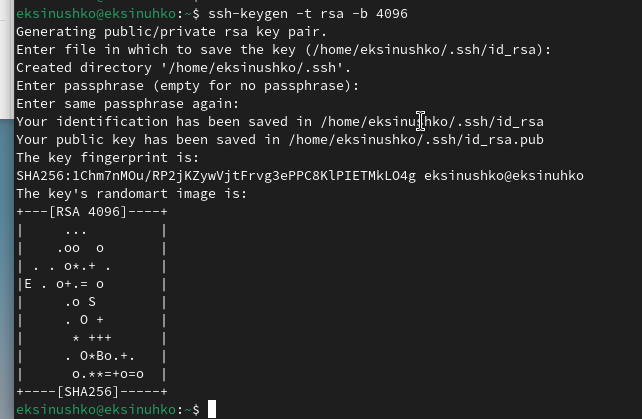 eksinushko@eksinuhko:~$ ssh-keygen -t rsa -b 4096
Generating public/private rsa key pair.
Enter file in which to save the key (/home/eksinushko/.ssh/id_rsa):
Created directory '/home/eksinushko/.ssh'.
Enter passphrase (empty for no passphrase):
Enter same passphrase again:
Your identification has been saved in /home/eksinushko/.ssh/id_rsa
Your public key has been saved in /home/eksinushko/.ssh/id_rsa.pub
The key fingerprint is:
SHA256:1Chm7nMOu/RP2jKZywVjtFrvg3ePPC8KlPIETMkLO4g eksinushko@eksinuhko
The key's randomart image is:
+---[RSA 4096]----+
|     ...         |
|    .oo  o       |
| . . o*.+ .      |
|E . o+.= o       |
|     .o S        |
|     . O +       |
|      * +++      |
|     . O*Bo.+.   |
|      o.**=+o=o  |
+----[SHA256]-----+
eksinushko@eksinuhko:~$